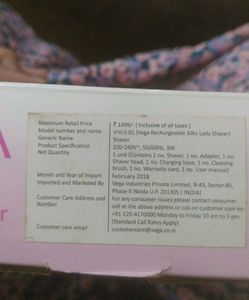 Maximum Retail Price ₹ 1499/- ( Inclusive of all taxes )
Model number and name VHLS-01 (Vega Rechargeable Silky Lady Shaver)
Generic Name Shaver
Product Specification 220-240V~, 50/60Hz, 3W
Net Quantity 1 unit (Contains 1 no. Shaver, 1 no. Adapter, 1 no.
Shaver head, 1 no. Charging base, 1 no. Cleaning
brush, 1 no. Warranty card, 1 no. User manual)
Month and Year of Import February 2018
Imported and Marketed By Vega Industries Private Limited, B-43, Sector-80,
Phase-II Noida U.P. 201305 ( INDIA)
Customer Care Address and For any consumer issues please contact consumer
Number cell at the above address or call on customer care no:
+91-120-4170000 Monday to Friday 10 am to 5 pm
(Standard Call Rates Apply)
Customer care email customercare@vega.co.in
A
er